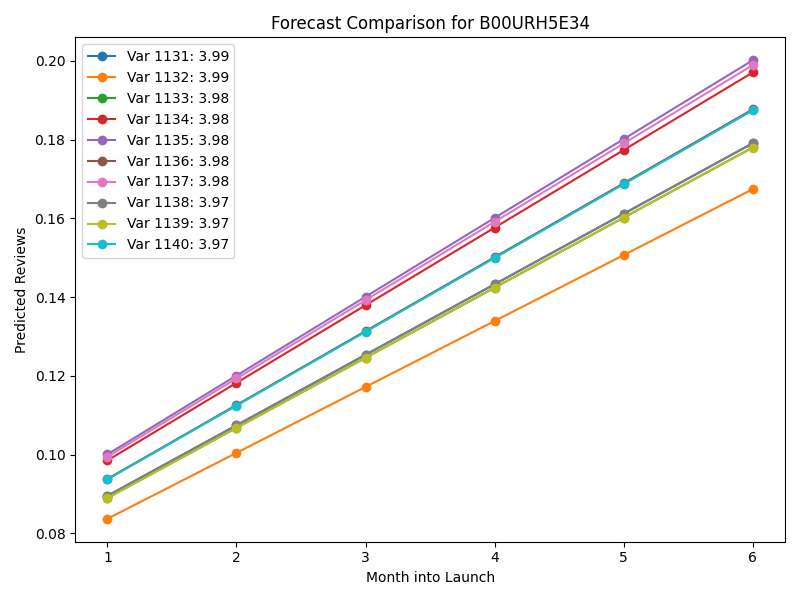 Forecast Comparison for B00URH5E34
Var 1131: 3.99
Var 1132: 3.99
Var 1133: 3.98
Var 1134: 3.98
Var 1135: 3.98
Var 1136: 3.98
Var 1137: 3.98
Var 1138: 3.97
Var 1139: 3.97
Var 1140: 3.97
Predicted Reviews
0.20
0.18
0.16
0.14
0.12
0.10
0.08
1 2 3 4 5 6
Month into Launch